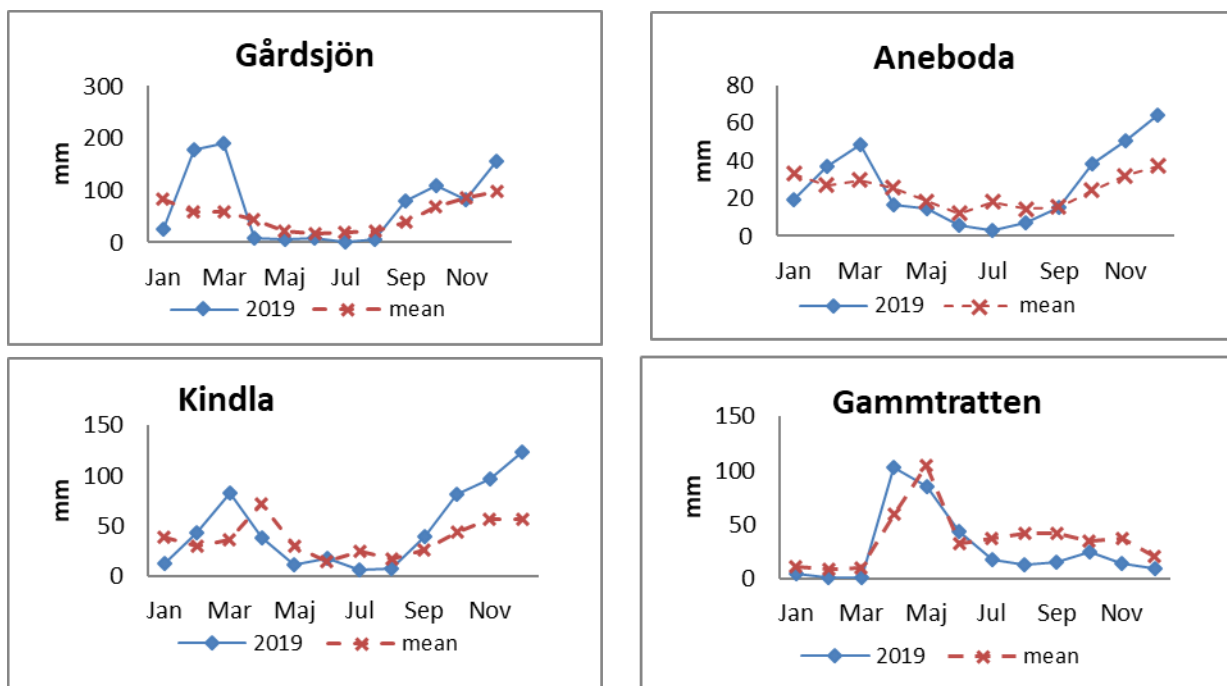 Gårdsjön
300
200
100
0
mm
Jan Mar Maj Jul Sep Nov
2019 mean
Aneboda
80
60
40
20
0
mm
Jan Mar Maj Jul Sep Nov
2019 mean
Kindla
150
100
50
0
mm
Jan Mar Maj Jul Sep Nov
2019 mean
Gammtratten
150
100
50
0
mm
Jan Mar Maj Jul Sep Nov
2019 mean